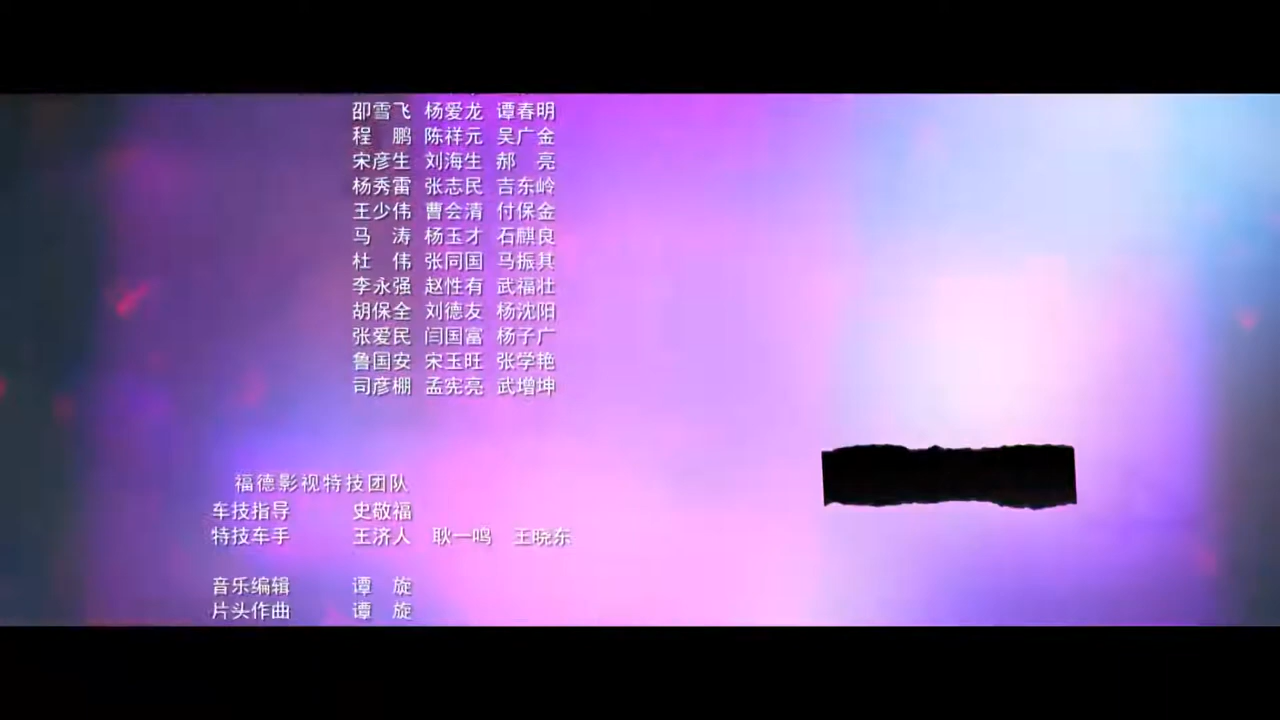 邵雪飞 杨爱龙 谭春明
程　鹏 陈祥元 吴广金
宋彦生 刘海生 郝　亮
杨秀雷 张志民 吉东岭
王少伟 曹会清 付保金
马　涛 杨玉才 石麒良
杜　伟 张同国 马振其
李永强 赵性有 武福壮
胡保全 刘德友 杨沈阳
张爱民 闫国富 杨子广
鲁国安 宋玉旺 张学艳
司彦棚 孟宪亮 武增坤
福德影视特技团队
车技指导 史敬福
特技车手 王济人 耿一鸣 王晓东
音乐编辑 谭　旋
片头作曲 谭　旋